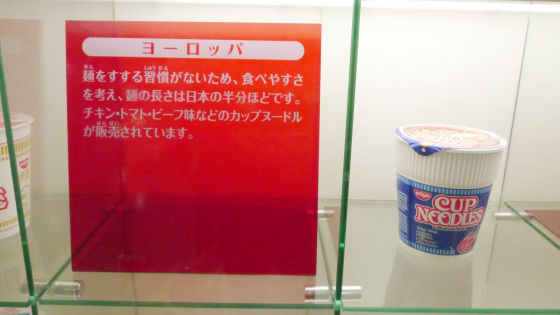 ヨーロッパ
麺をすする習慣がないため、食べやすさ
を考え、麺の長さは日本の半分ほどです。
チキン・トマト・ビーフ味などのカップヌードル
が販売されています。
NISSIN
CUP
NOODLES